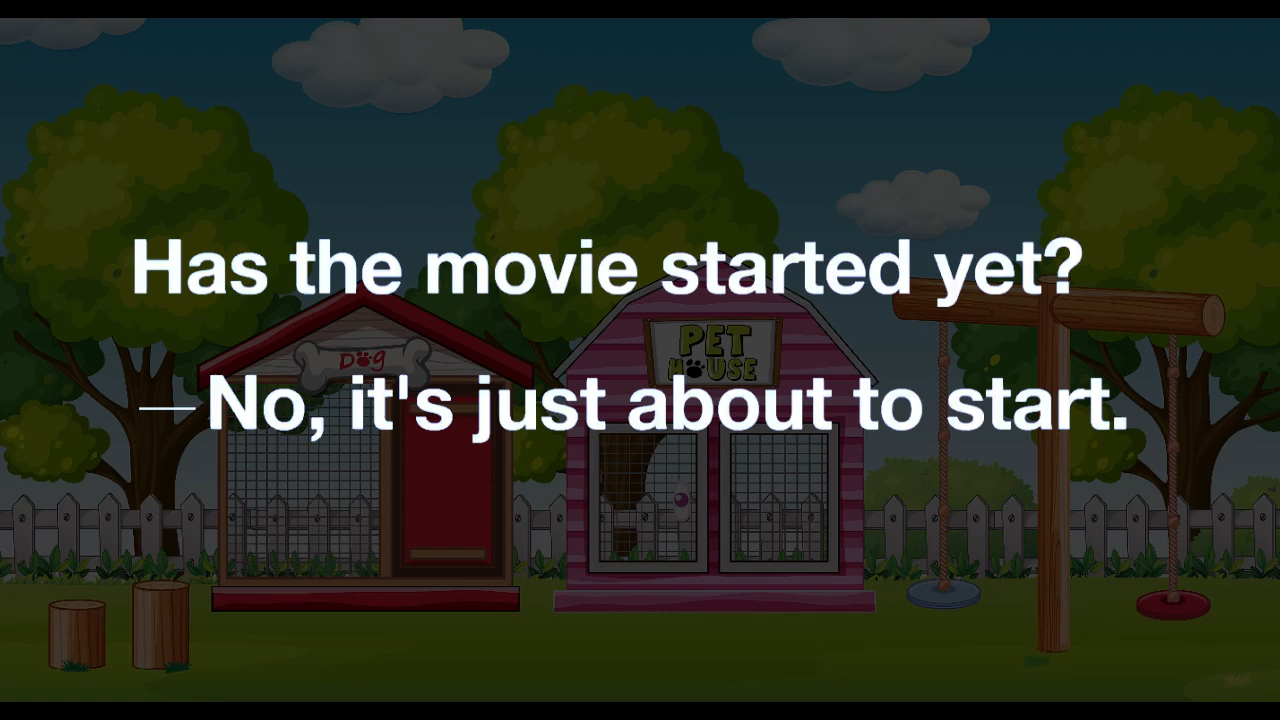 Has the movie started yet?
—No, it's just about to start.
Dog
PET
HOUSE